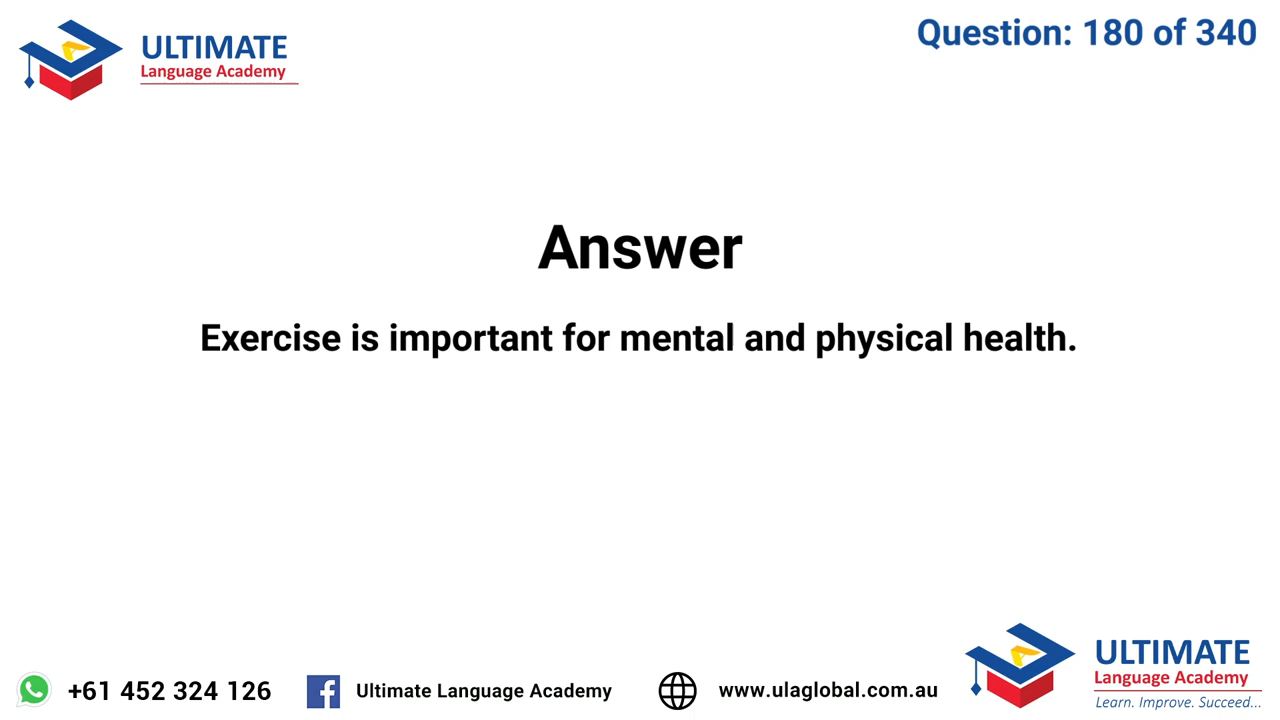 ULTIMATE
Language Academy
Question: 180 of 340
Answer
Exercise is important for mental and physical health.
+61 452 324 126
Ultimate Language Academy
www.ulaglobal.com.au
ULTIMATE
Language Academy
Learn. Improve. Succeed...